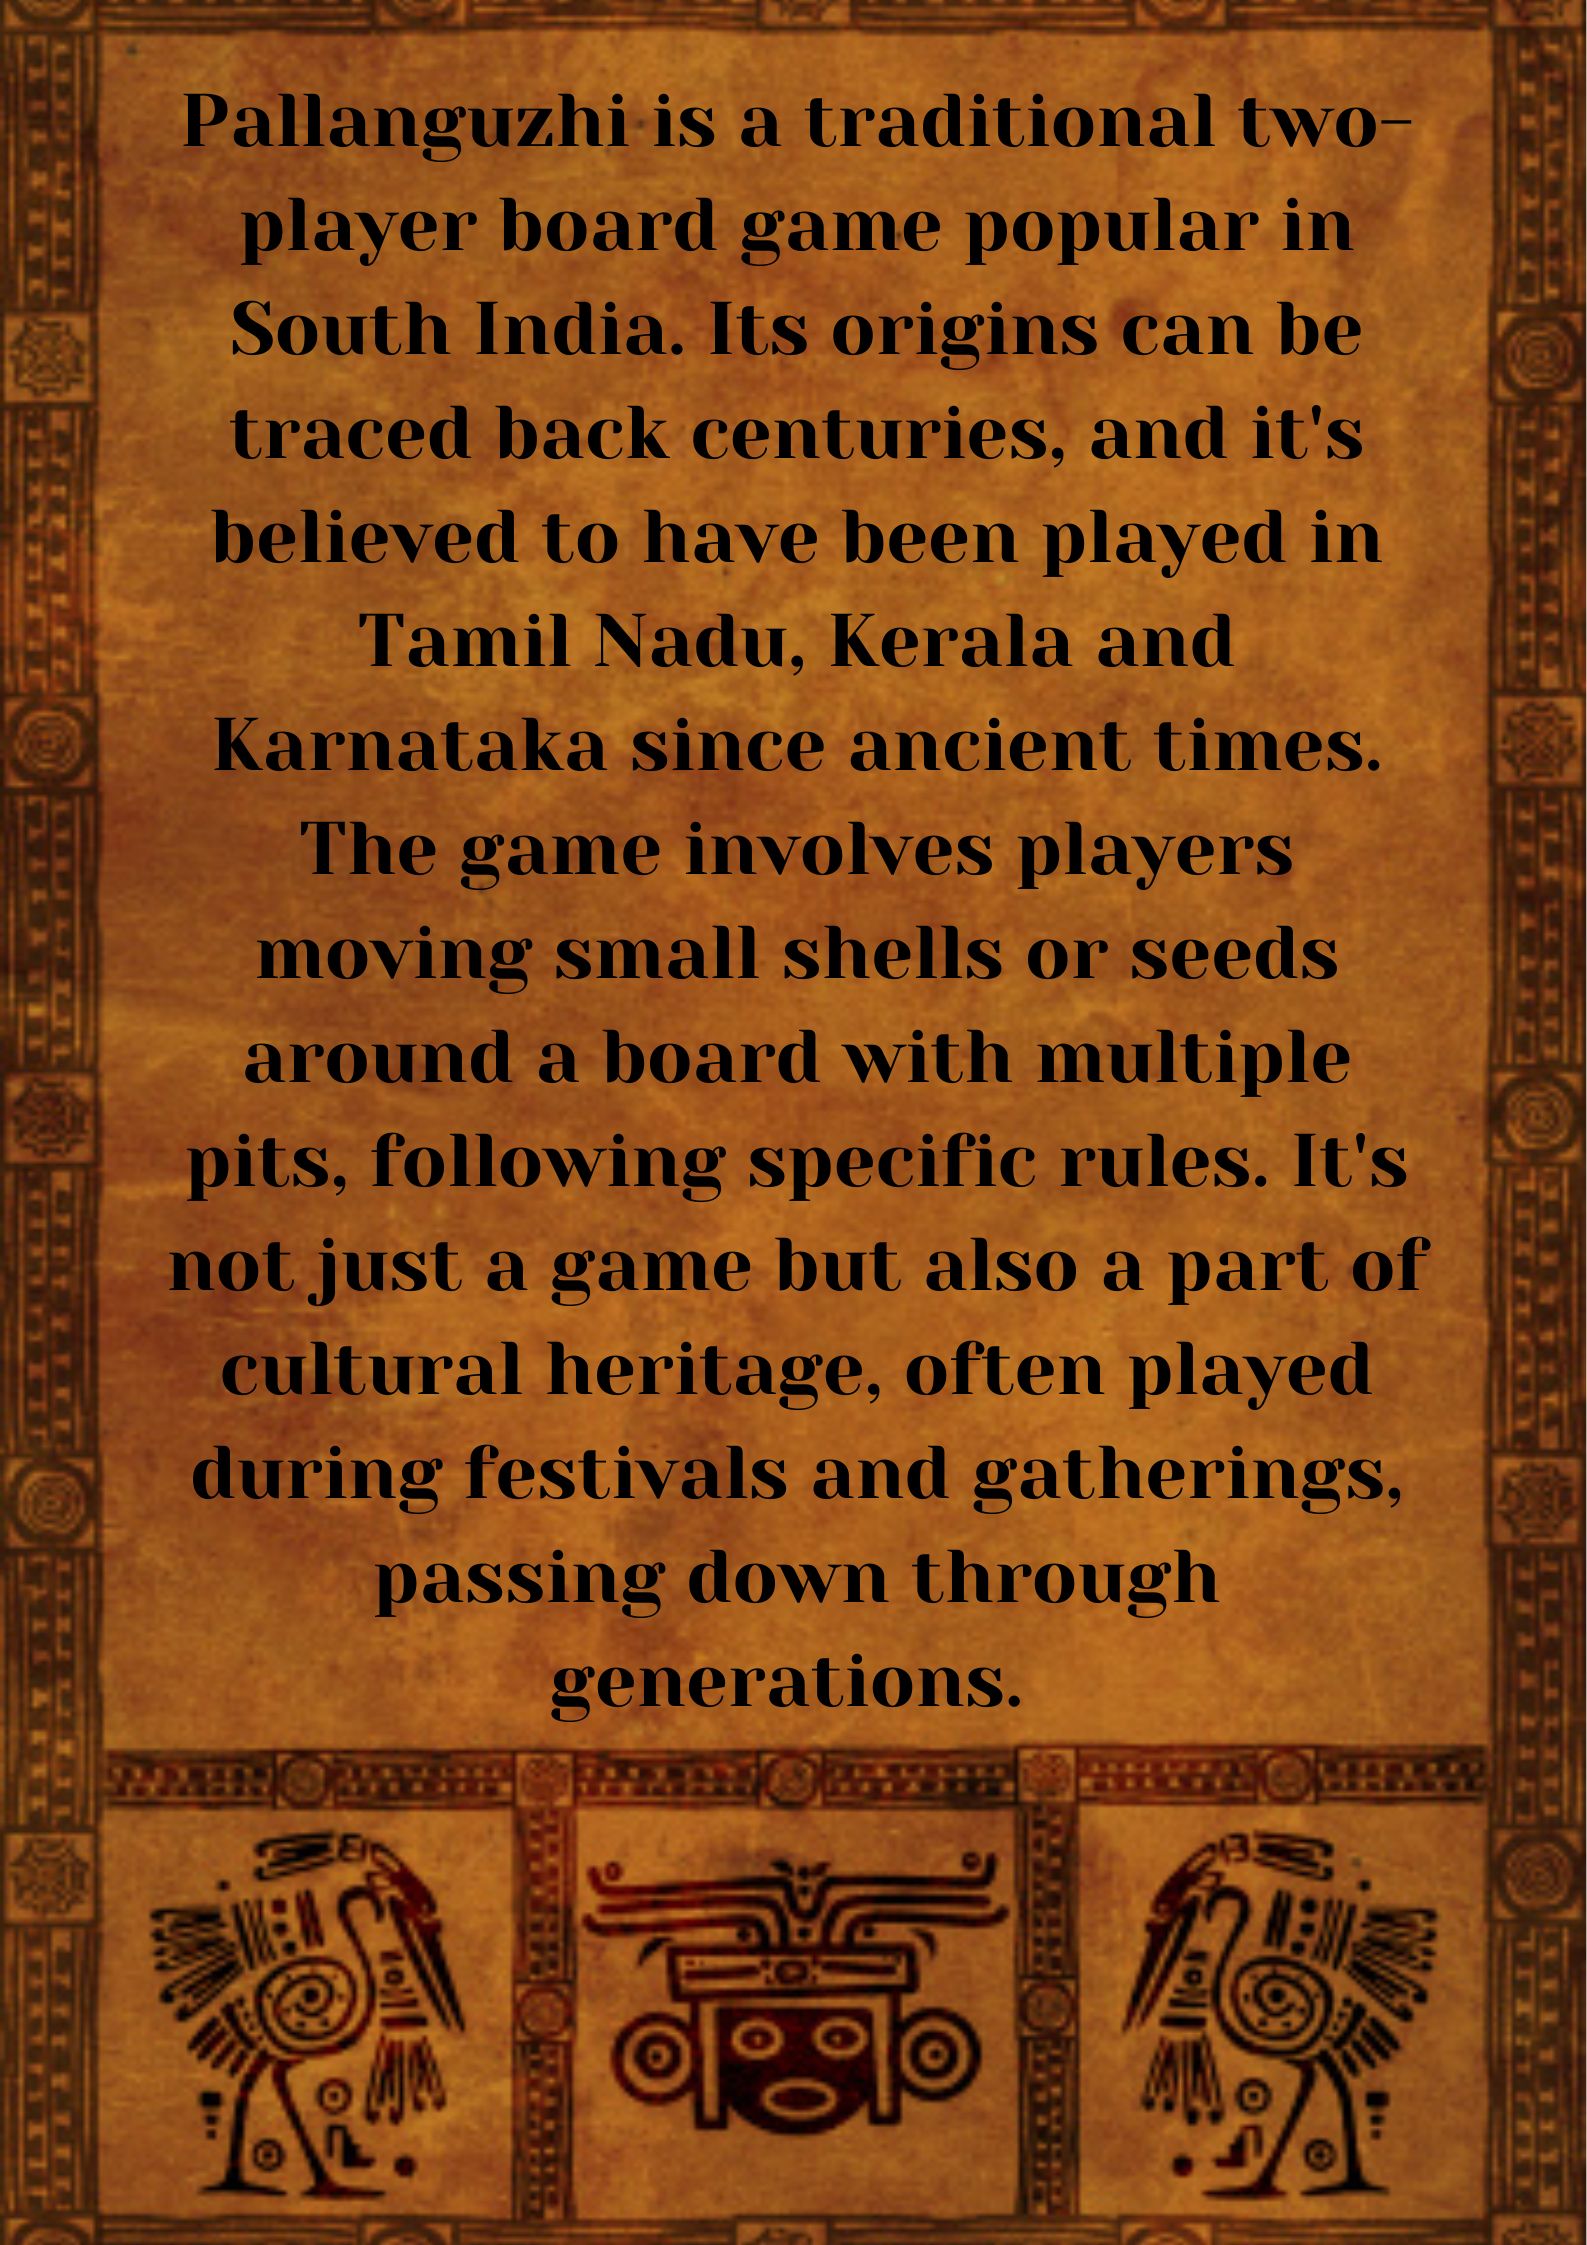 Pallanguzhi is a traditional two-
player board game popular in
South India. Its origins can be
traced back centuries, and it's
believed to have been played in
Tamil Nadu, Kerala and
Karnataka since ancient times.
The game involves players
moving small shells or seeds
around a board with multiple
pits, following specific rules. It's
not just a game but also a part of
cultural heritage, often played
during festivals and gatherings,
passing down through
generations.